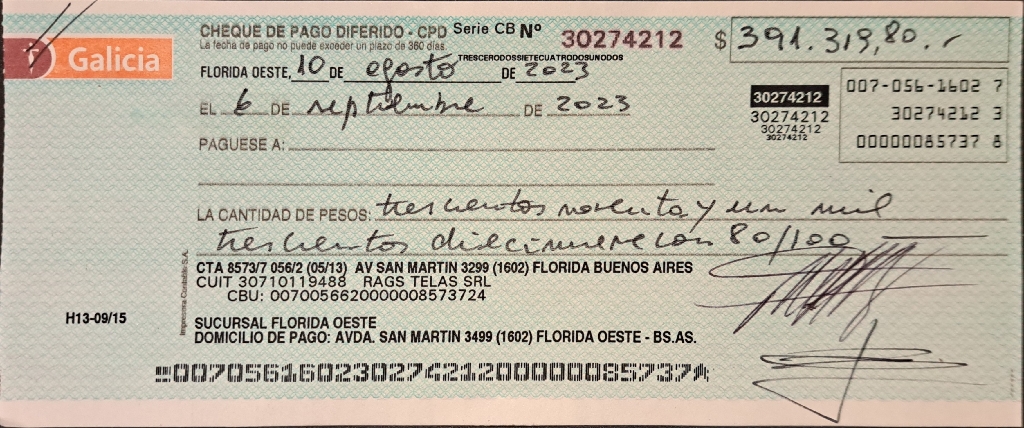 Galicia
CHEQUE DE PAGO DIFERIDO - CPD Serie CB Nº 30274212 $ 391.319,80.-
La fecha de pago no puede exceder un plazo de 360 días.
TRESCERODOSSIETECUATRODOSUNODOS
FLORIDA OESTE, 10 DE agosto DE 2023
EL 6 DE septiembre DE 2023
PAGUESE A:
30274212
30274212
30274212
30274212
007-056-1602 7
30274212 3
00000085737 8
LA CANTIDAD DE PESOS: trescientos noventa y un mil
trescientos diecinueve con 80/100
CTA 8573/7 056/2 (05/13) AV SAN MARTIN 3299 (1602) FLORIDA BUENOS AIRES
CUIT 30710119488 RAGS TELAS SRL
CBU: 0070056620000008573724
Imprenta Contable S.A.
H13-09/15
SUCURSAL FLORIDA OESTE
DOMICILIO DE PAGO: AVDA. SAN MARTIN 3499 (1602) FLORIDA OESTE - BS.AS.
00705616023027421200000085737